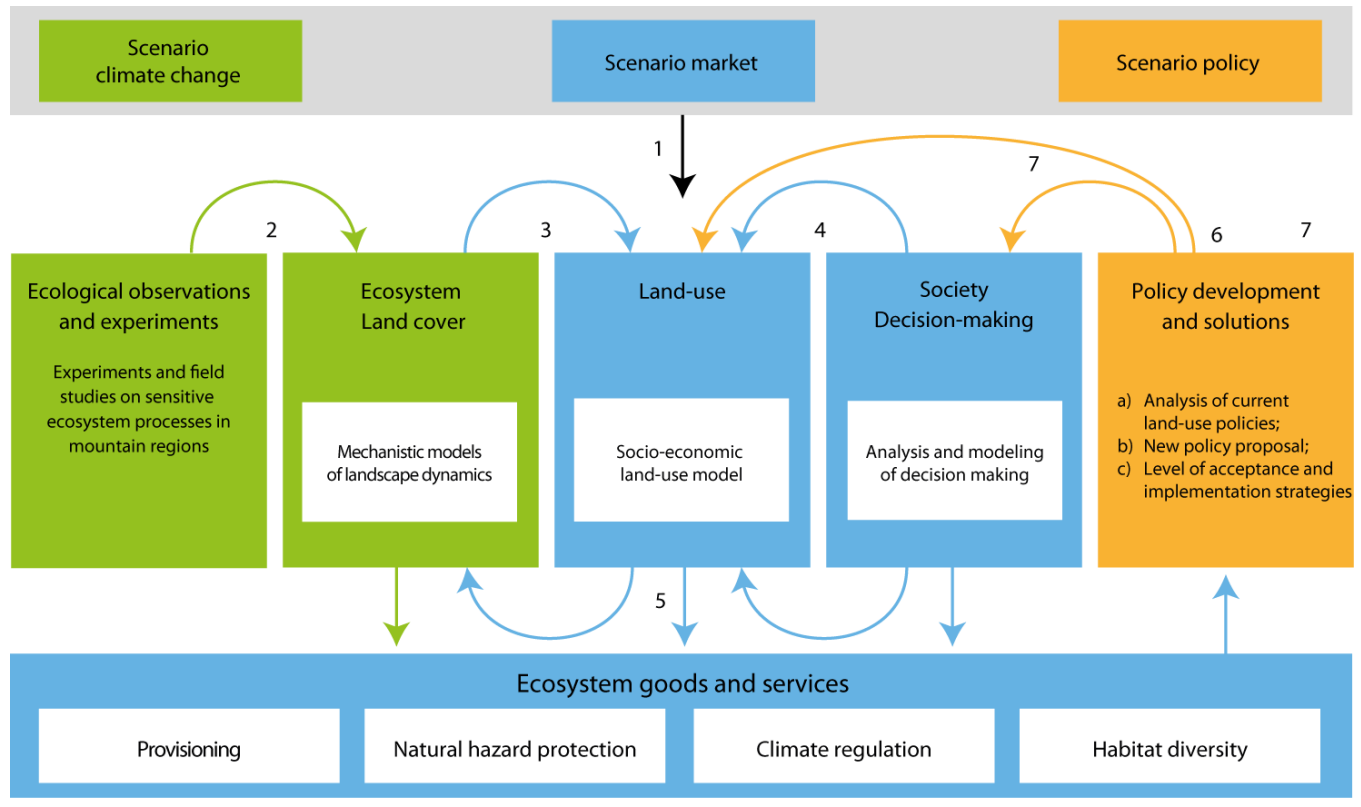 Scenario
climate change
Scenario market
Scenario policy
1
7
2
3
4
6
7
Ecological observations
and experiments
Experiments and field
studies on sensitive
ecosystem processes in
mountain regions
Ecosystem
Land cover
Mechanistic models
of landscape dynamics
Land-use
Socio-economic
land-use model
Society
Decision-making
Analysis and modeling
of decision making
Policy development
and solutions
a) Analysis of current
land-use policies;
b) New policy proposal;
c) Level of acceptance and
implementation strategies
5
Ecosystem goods and services
Provisioning
Natural hazard protection
Climate regulation
Habitat diversity